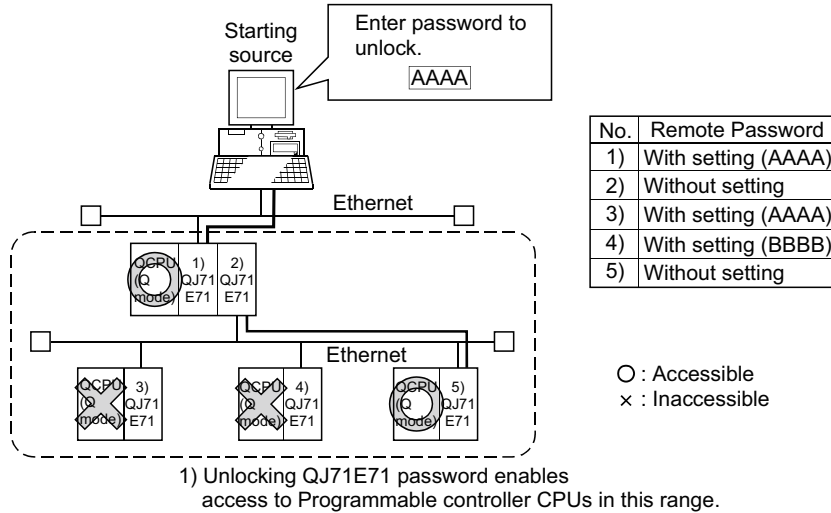 Starting
source
Enter password to
unlock.
AAAA
No. Remote Password
1) With setting (AAAA)
2) Without setting
3) With setting (AAAA)
4) With setting (BBBB)
5) Without setting
Ethernet
QCPU
(Q
mode)
1)
QJ71
E71
2)
QJ71
E71
Ethernet
QCPU
(Q
mode)
3)
QJ71
E71
QCPU
(Q
mode)
4)
QJ71
E71
QCPU
(Q
mode)
5)
QJ71
E71
○ : Accessible
× : Inaccessible
1) Unlocking QJ71E71 password enables
access to Programmable controller CPUs in this range.